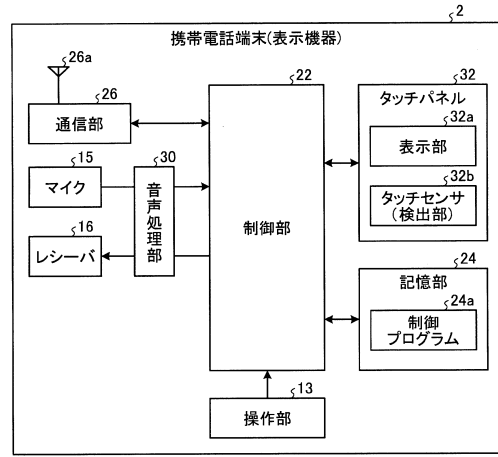 2
携帯電話端末(表示機器)
26a
26
通信部
22
制御部
32
タッチパネル
32a
表示部
32b
タッチセンサ
(検出部)
15
マイク
30
音声処理部
16
レシーバ
24
記憶部
24a
制御
プログラム
13
操作部